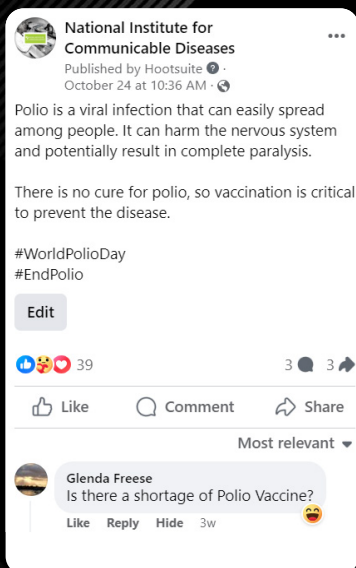 National Institute for
Communicable Diseases
Published by Hootsuite ·
October 24 at 10:36 AM ·
Polio is a viral infection that can easily spread
among people. It can harm the nervous system
and potentially result in complete paralysis.
There is no cure for polio, so vaccination is critical
to prevent the disease.
#WorldPolioDay
#EndPolio
Edit
39 3 3
Like Comment Share
Most relevant
Glenda Freese
Is there a shortage of Polio Vaccine?
Like Reply Hide 3w